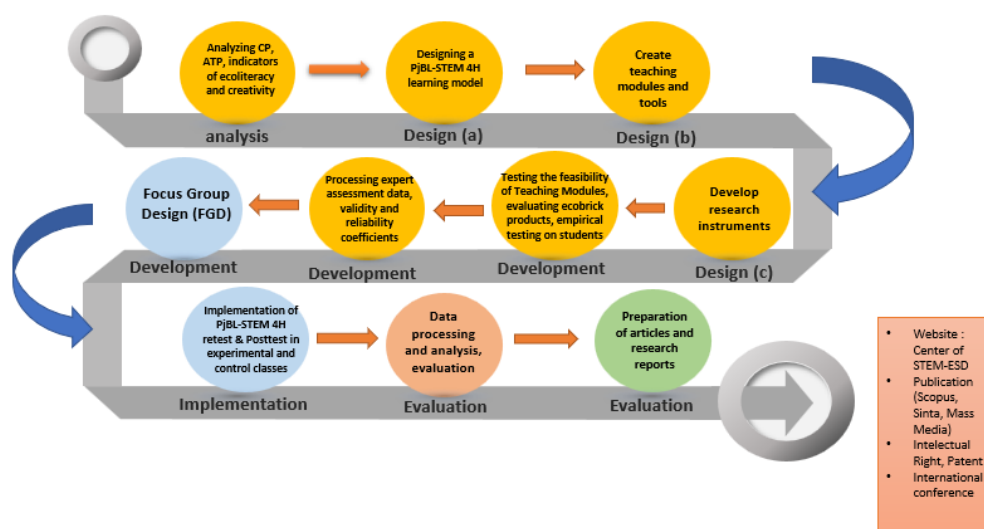 Analyzing CP,
ATP, indicators
of ecoliteracy
and creativity
Designing a
PjBL-STEM 4H
learning model
Create
teaching
modules and
tools
analysis
Design (a)
Design (b)
Focus Group
Design (FGD)
Processing expert
assessment data,
validity and
reliability
coefficients
Testing the feasibility
of Teaching Modules,
evaluating ecobrick
products, empirical
testing on students
Develop
research
instruments
Development
Development
Development
Design (c)
Implementation of
PjBL-STEM 4H
retest & Posttest in
experimental and
control classes
Data
processing
and analysis,
evaluation
Preparation
of articles and
research
reports
Implementation
Evaluation
Evaluation
• Website :
Center of
STEM-ESD
• Publication
(Scopus,
Sinta, Mass
Media)
• Intelectual
Right, Patent
• International
conference